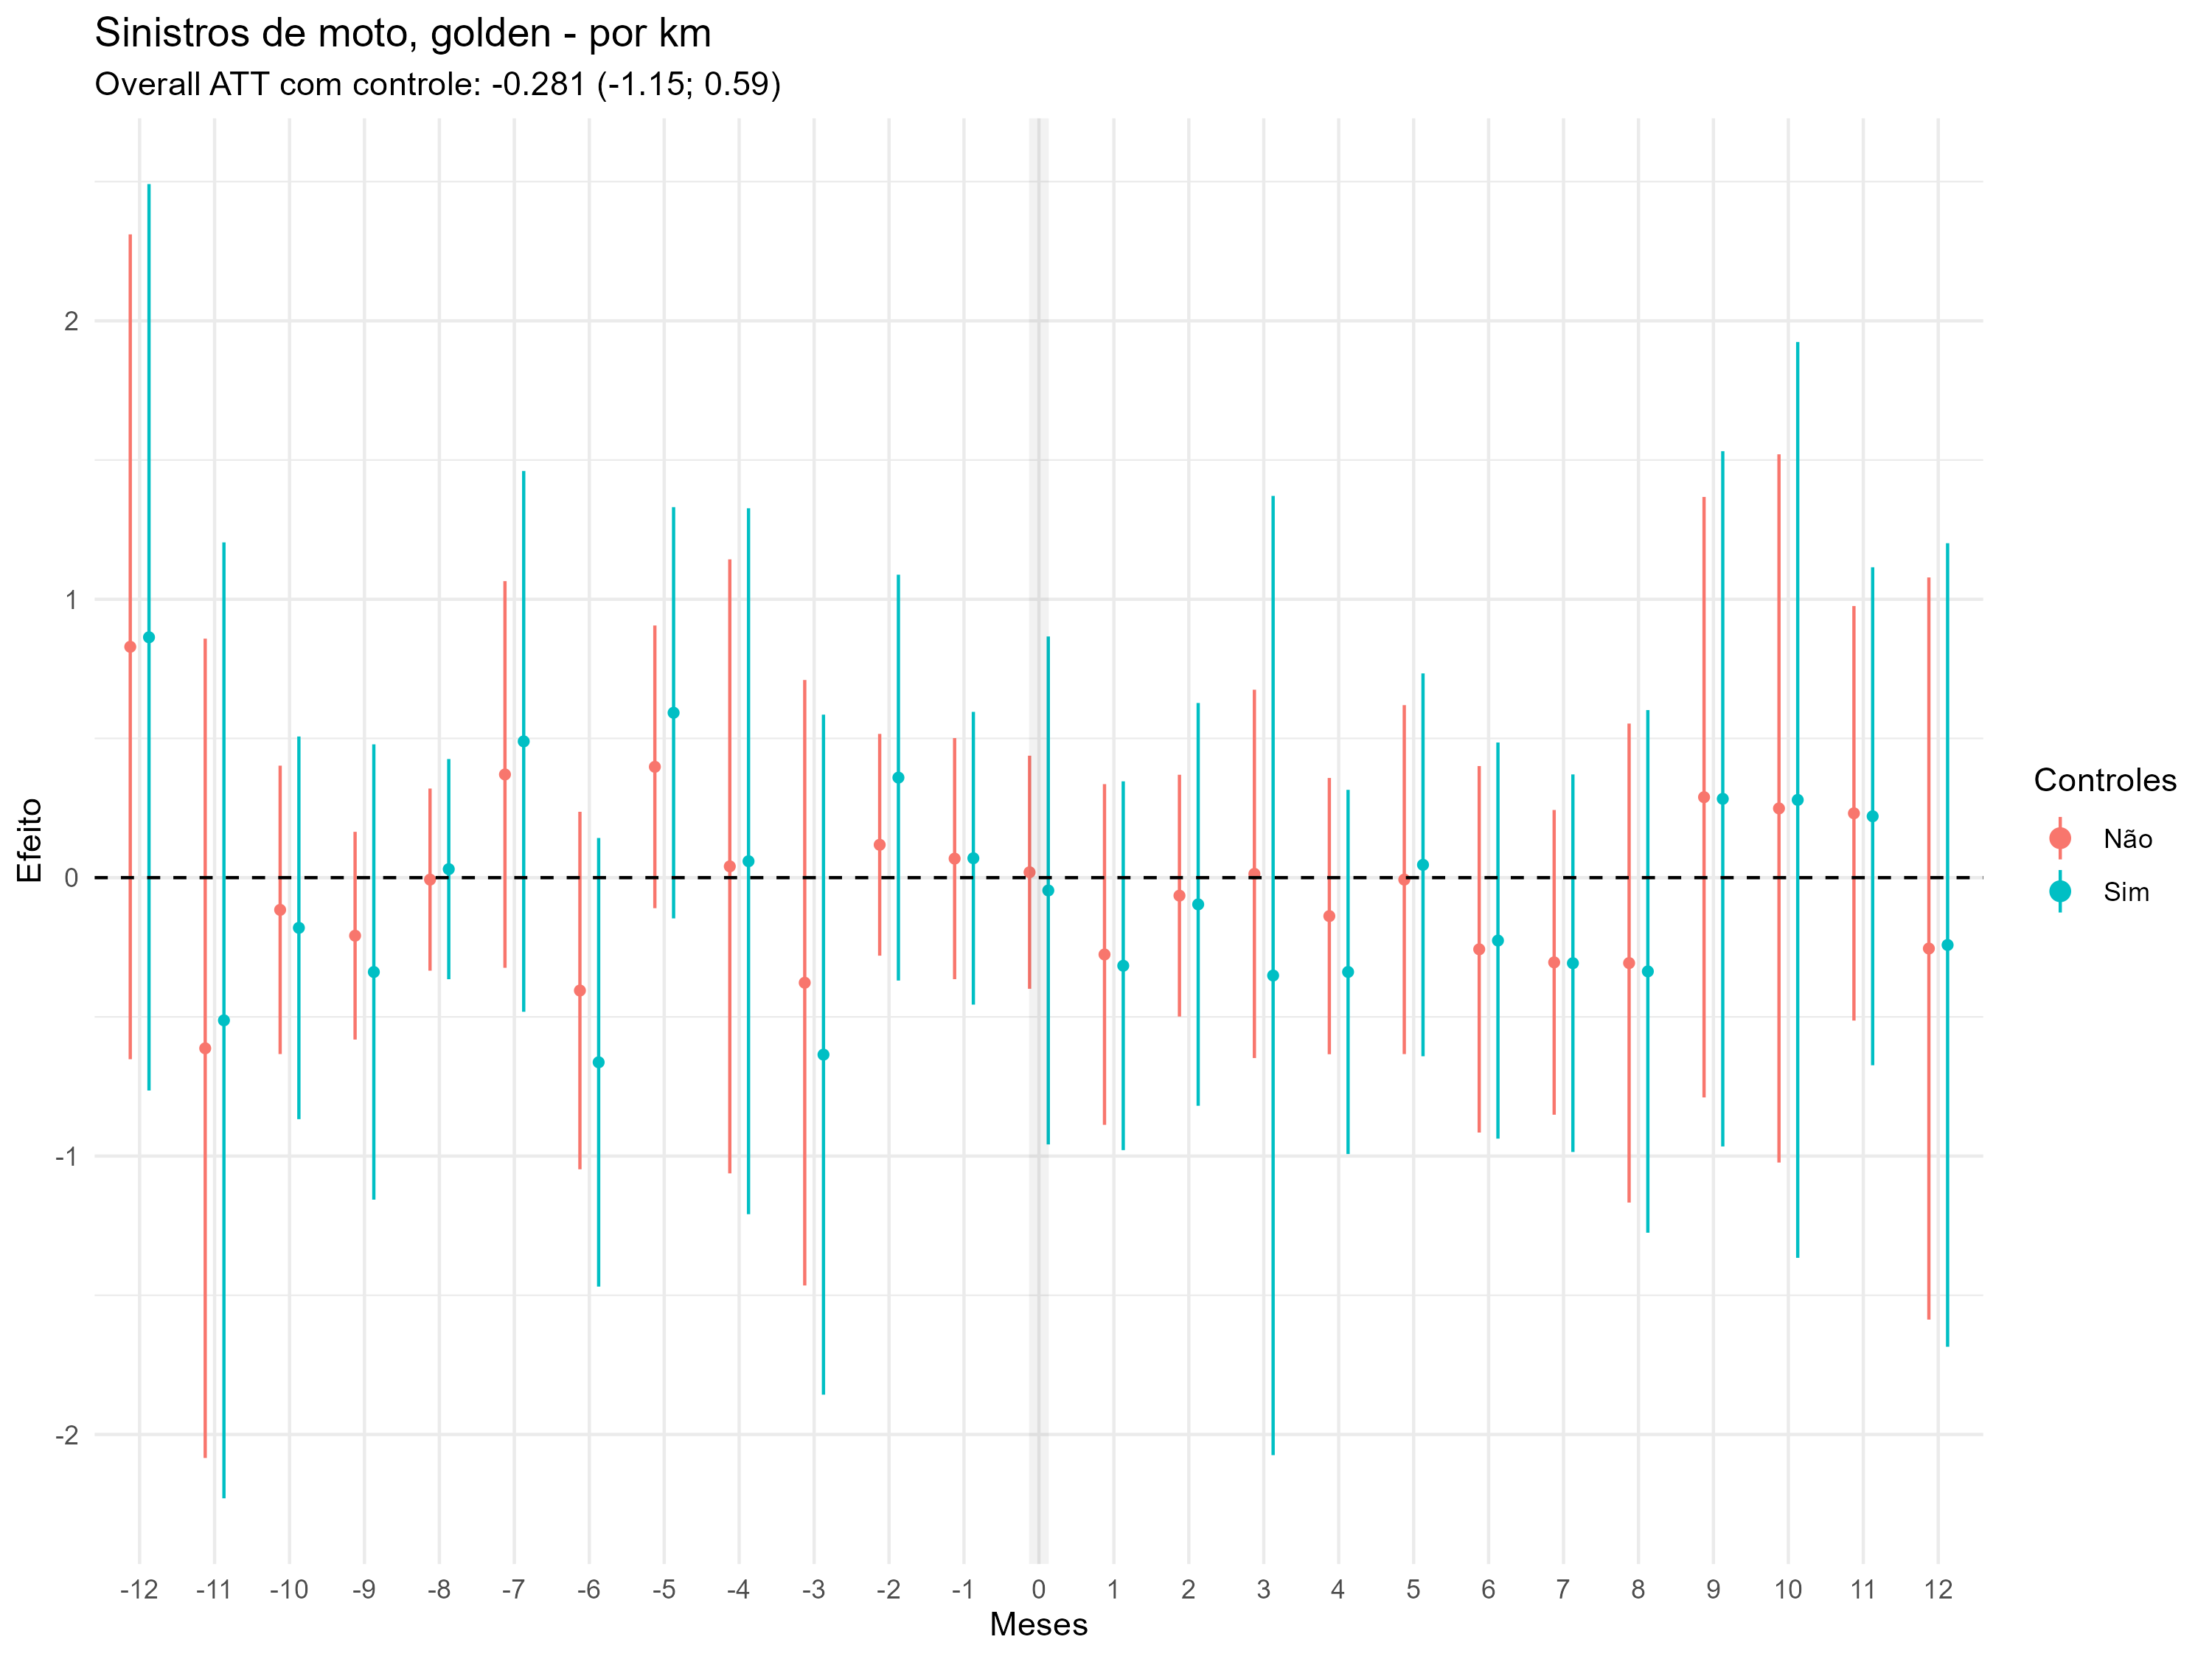 Sinistros de moto, golden - por km
Overall ATT com controle: -0.281 (-1.15; 0.59)
Efeito
2
1
0
-1
-2
-12 -11 -10 -9 -8 -7 -6 -5 -4 -3 -2 -1 0 1 2 3 4 5 6 7 8 9 10 11 12
Meses
Controles
Não
Sim